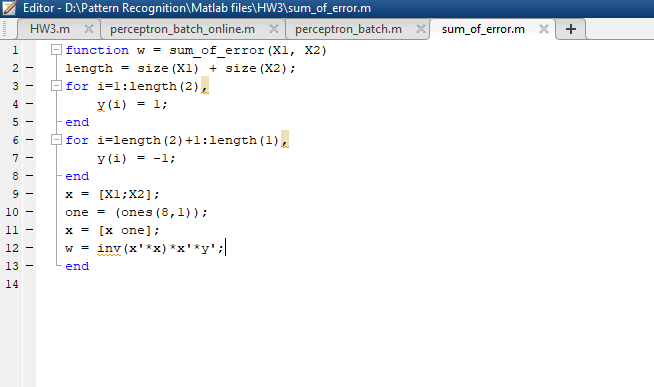 Editor - D:\Pattern Recognition\Matlab files\HW3\sum_of_error.m
HW3.m × perceptron_batch_online.m × perceptron_batch.m × sum_of_error.m × +
1 function w = sum_of_error(X1, X2)
2 - length = size(X1) + size(X2);
3 - for i=1:length(2),
4 - y(i) = 1;
5 - end
6 - for i=length(2)+1:length(1),
7 - y(i) = -1;
8 - end
9 - x = [X1;X2];
10 - one = (ones(8,1));
11 - x = [x one];
12 - w = inv(x'*x)*x'*y';
13 - end
14